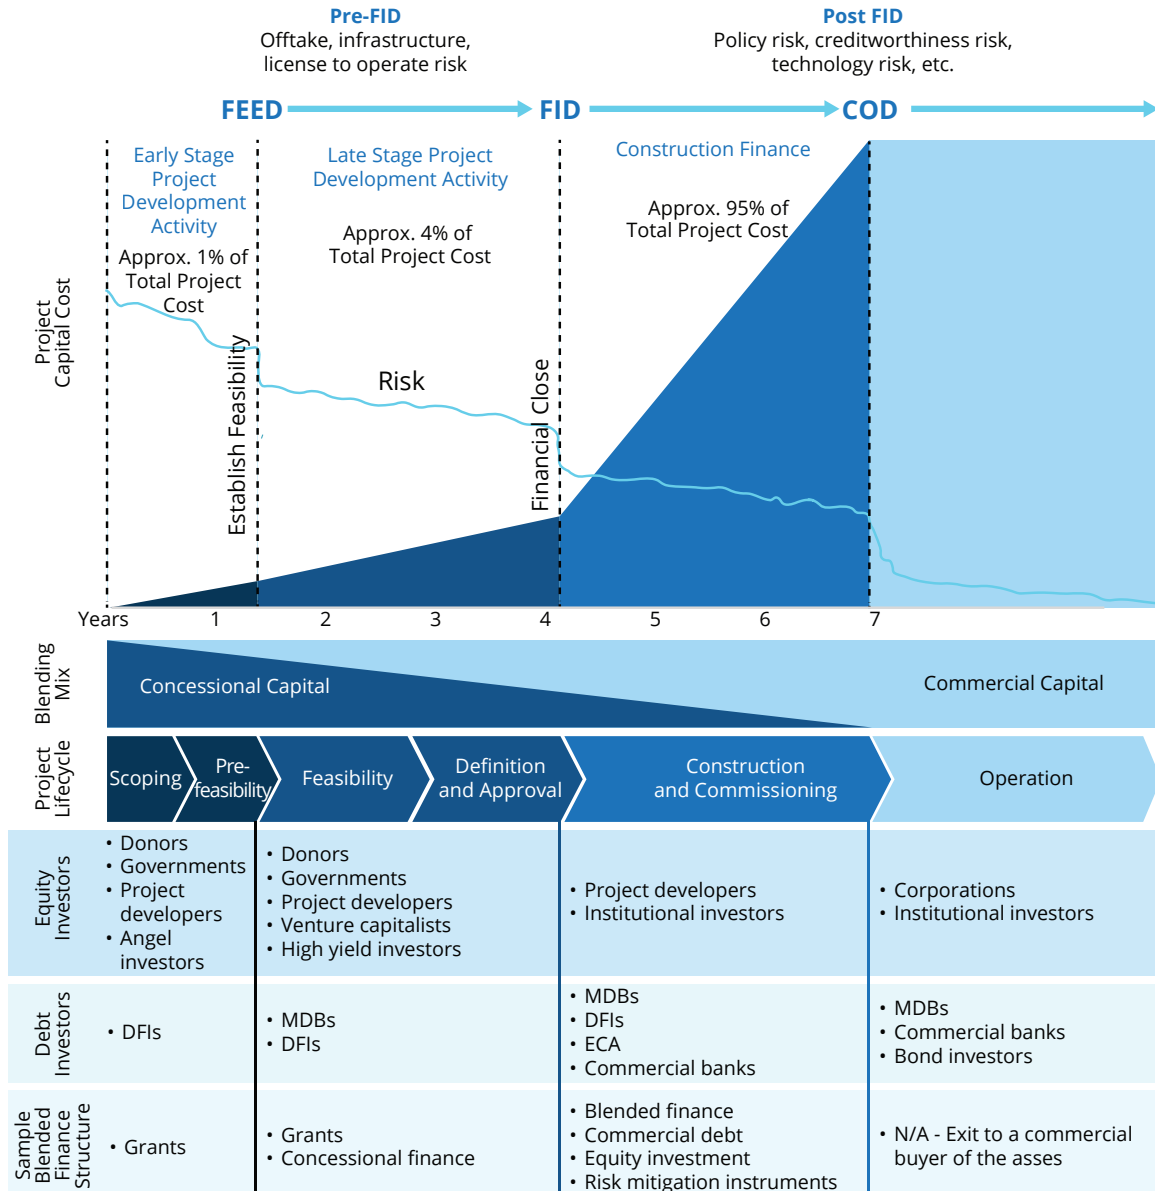 Pre-FID
Offtake, infrastructure,
license to operate risk
Post FID
Policy risk, creditworthiness risk,
technology risk, etc.
FEED
FID
COD
Early Stage
Project
Development
Activity
Approx. 1% of
Total Project
Cost
Late Stage Project
Development Activity
Approx. 4% of
Total Project Cost
Construction Finance
Approx. 95% of
Total Project Cost
Project
Capital Cost
Establish Feasibility
Risk
Financial Close
Years 1 2 3 4 5 6 7
Blending
Mix
Concessional Capital
Commercial Capital
Project
Lifecycle
Scoping
Pre-
feasibility
Feasibility
Definition
and Approval
Construction
and Commissioning
Operation
Equity
Investors
• Donors
• Governments
• Project
developers
• Angel
investors
• Donors
• Governments
• Project developers
• Venture capitalists
• High yield investors
• Project developers
• Institutional investors
• Corporations
• Institutional investors
Debt
Investors
• DFIs
• MDBs
• DFIs
• MDBs
• DFIs
• ECA
• Commercial banks
• MDBs
• Commercial banks
• Bond investors
Sample
Blended
Finance
Structure
• Grants
• Grants
• Concessional finance
• Blended finance
• Commercial debt
• Equity investment
• Risk mitigation instruments
• N/A - Exit to a commercial
buyer of the asses